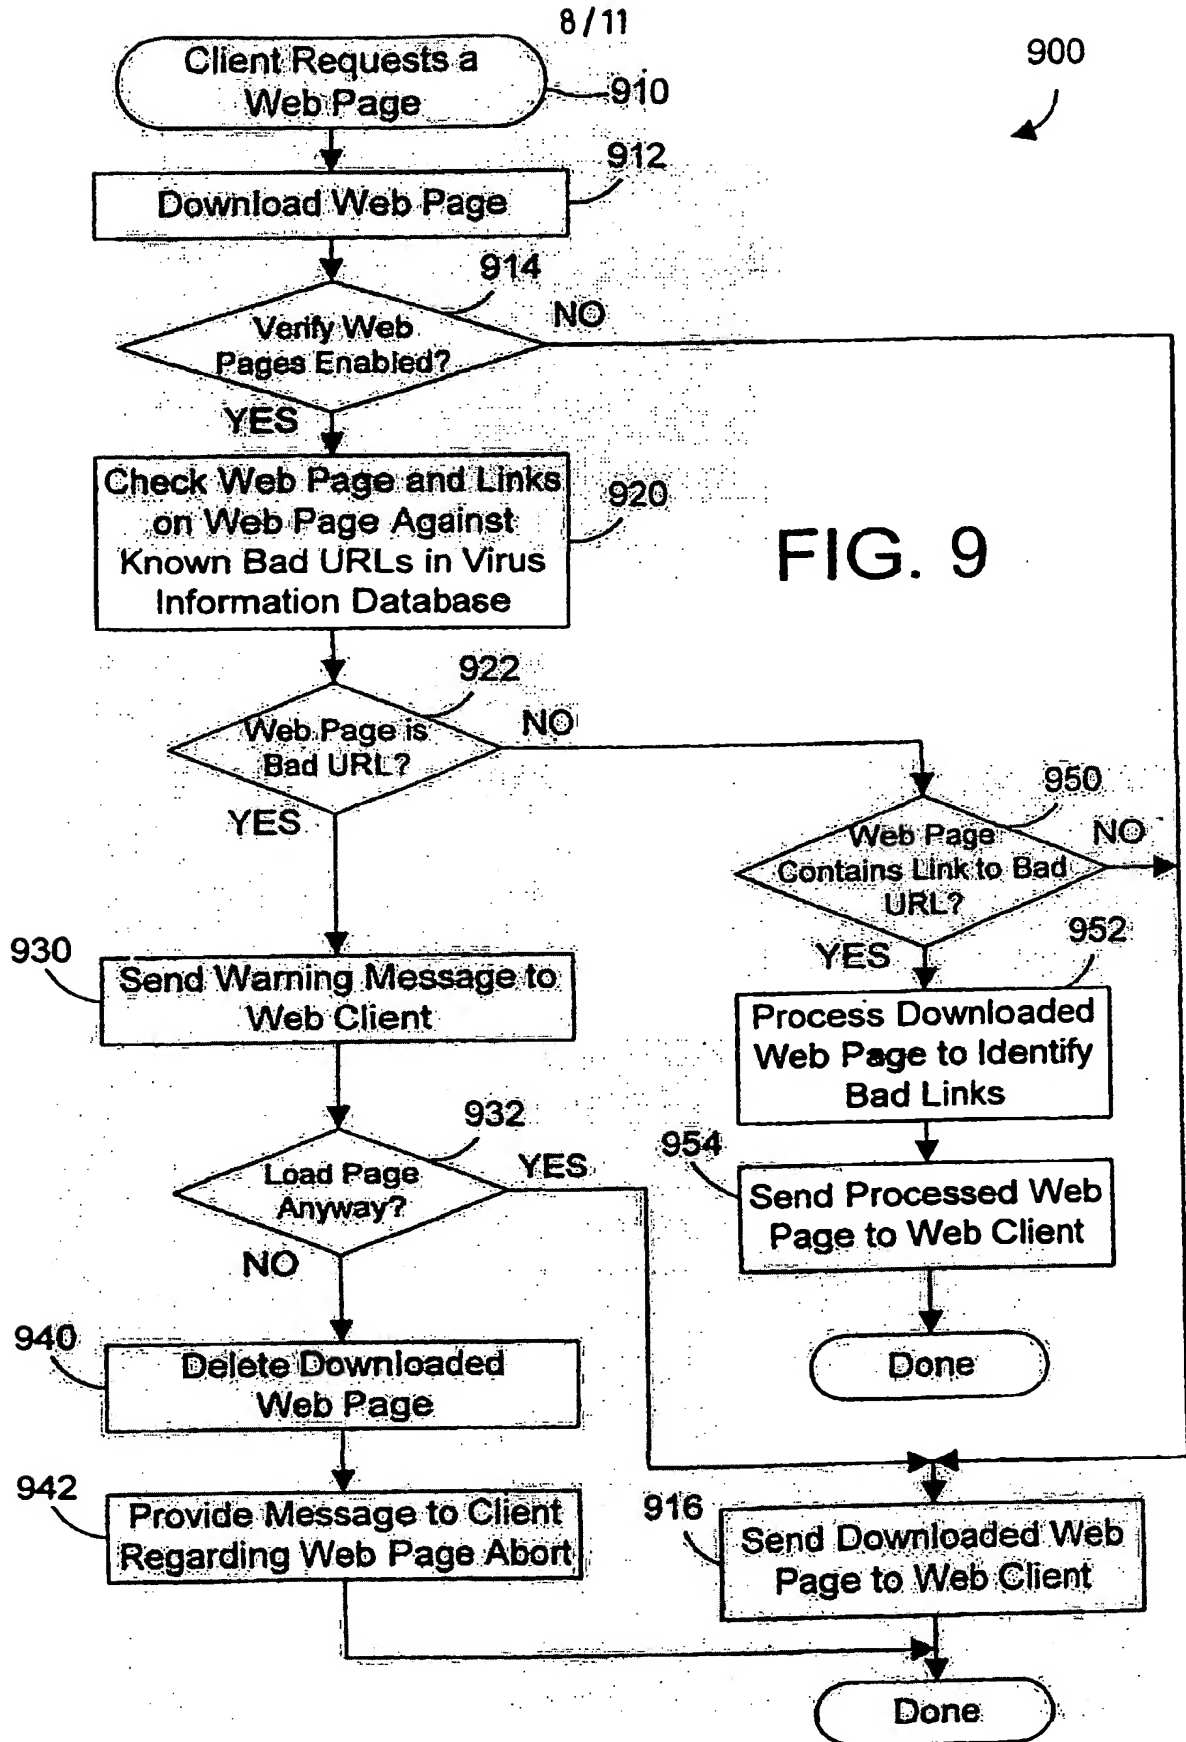 8/11
Client Requests a
Web Page
910
900
912
Download Web Page
914
Verify Web
Pages Enabled?
NO
YES
Check Web Page and Links
on Web Page Against
Known Bad URLs in Virus
Information Database
920
FIG. 9
922
Web Page is
Bad URL?
NO
YES
950
Web Page
Contains Link to Bad
URL?
NO
YES
952
Process Downloaded
Web Page to Identify
Bad Links
930
Send Warning Message to
Web Client
932
Load Page
Anyway?
YES
NO
954
Send Processed Web
Page to Web Client
Done
940
Delete Downloaded
Web Page
942
Provide Message to Client
Regarding Web Page Abort
916
Send Downloaded Web
Page to Web Client
Done